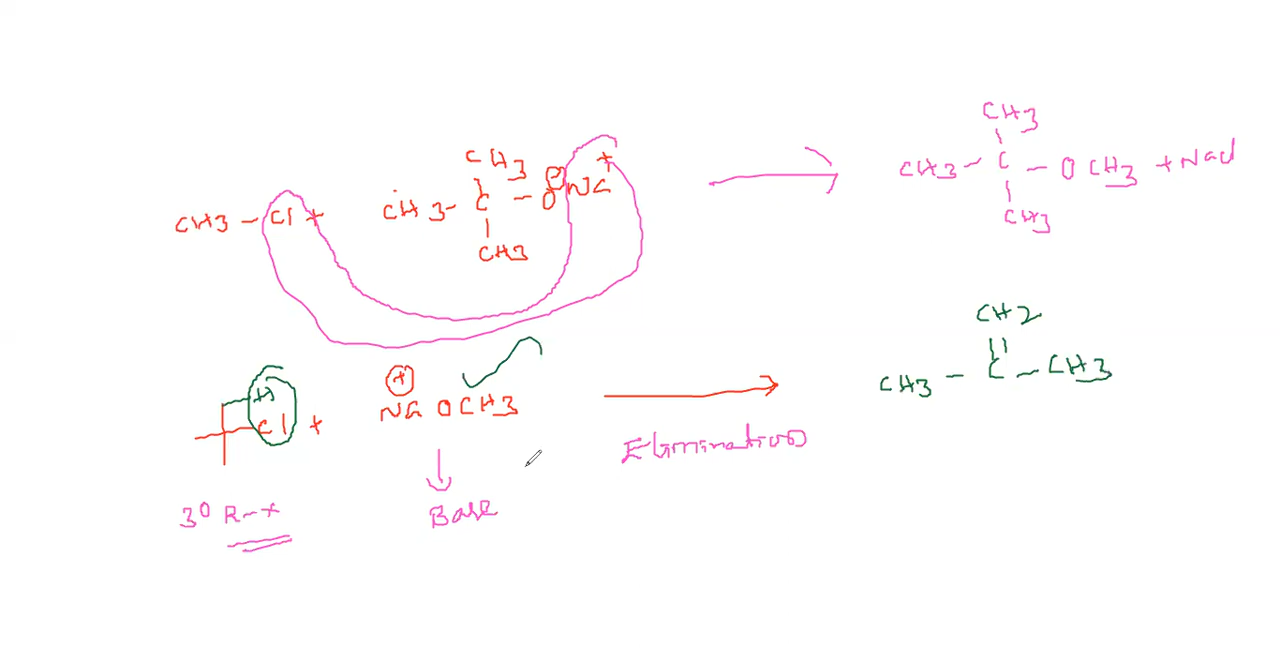 CH3
CH3 - C - OCH3 + NaCl
CH3
CH3
CH3 - Cl + CH3 - C - O⊖ Na+
CH3
CH2
||
CH3 - C - CH3
H
Cl + ⊕
Na OCH3
Elimination
3° R-X
Base